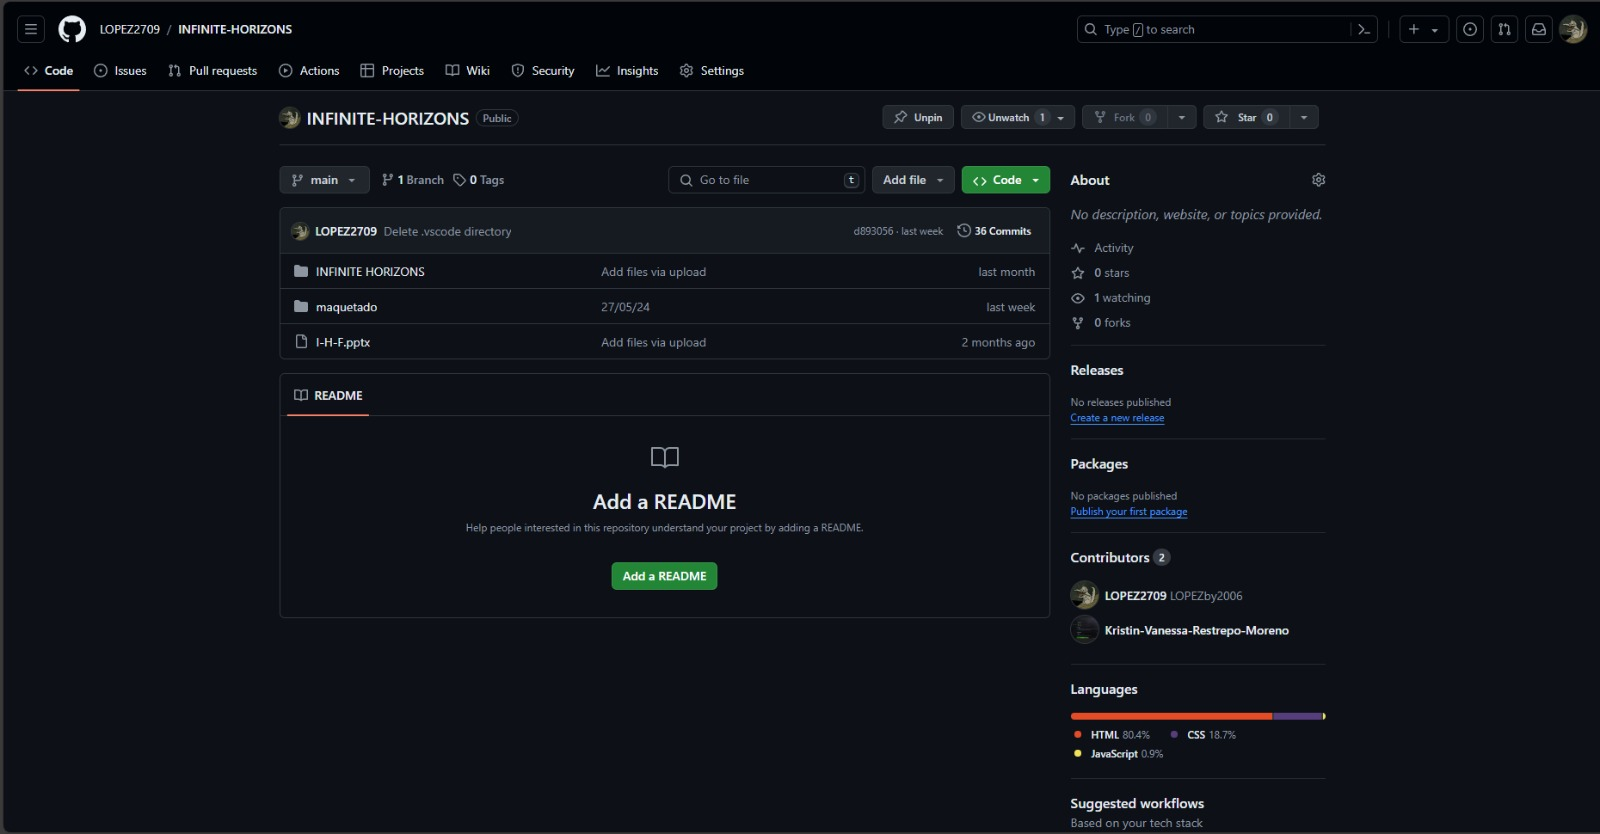 LOPEZ2709 / INFINITE-HORIZONS
Type / to search
Code Issues Pull requests Actions Projects Wiki Security Insights Settings
INFINITE-HORIZONS Public
Unpin Unwatch 1 Fork 0 Star 0
main 1 Branch 0 Tags
Go to file t Add file Code
LOPEZ2709 Delete .vscode directory d893056 · last week 36 Commits
INFINITE HORIZONS Add files via upload last month
maquetado 27/05/24 last week
I-H-F.pptx Add files via upload 2 months ago
README
Add a README
Help people interested in this repository understand your project by adding a README.
Add a README
About
No description, website, or topics provided.
Activity
0 stars
1 watching
0 forks
Releases
No releases published
Create a new release
Packages
No packages published
Publish your first package
Contributors 2
LOPEZ2709 LOPEZby2006
Kristin-Vanessa-Restrepo-Moreno
Languages
HTML 80.4% CSS 18.7%
JavaScript 0.9%
Suggested workflows
Based on your tech stack